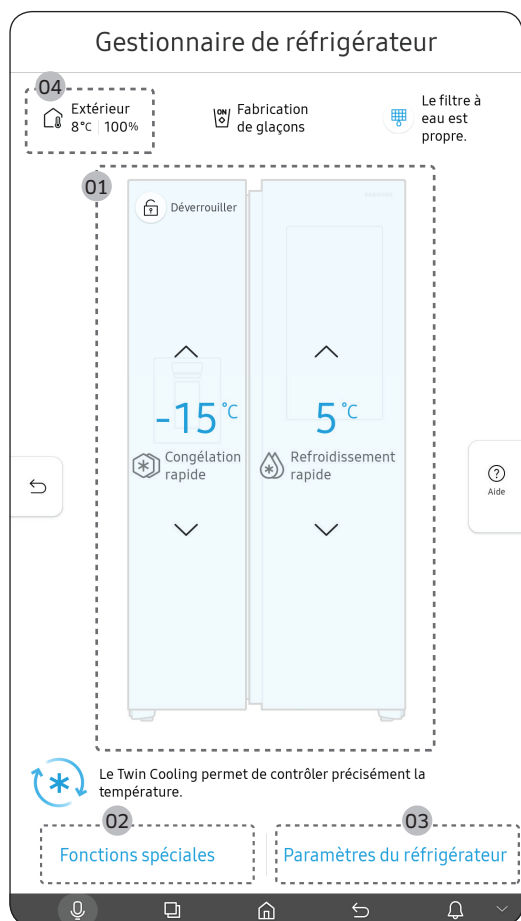 Gestionnaire de réfrigérateur
04
Extérieur
8°C | 100%
ON
Fabrication
de glaçons
Le filtre à
eau est
propre.
01
Déverrouiller
-15°C
Congélation
rapide
5°C
Refroidissement
rapide
Aide
Le Twin Cooling permet de contrôler précisément la
température.
02
Fonctions spéciales
03
Paramètres du réfrigérateur